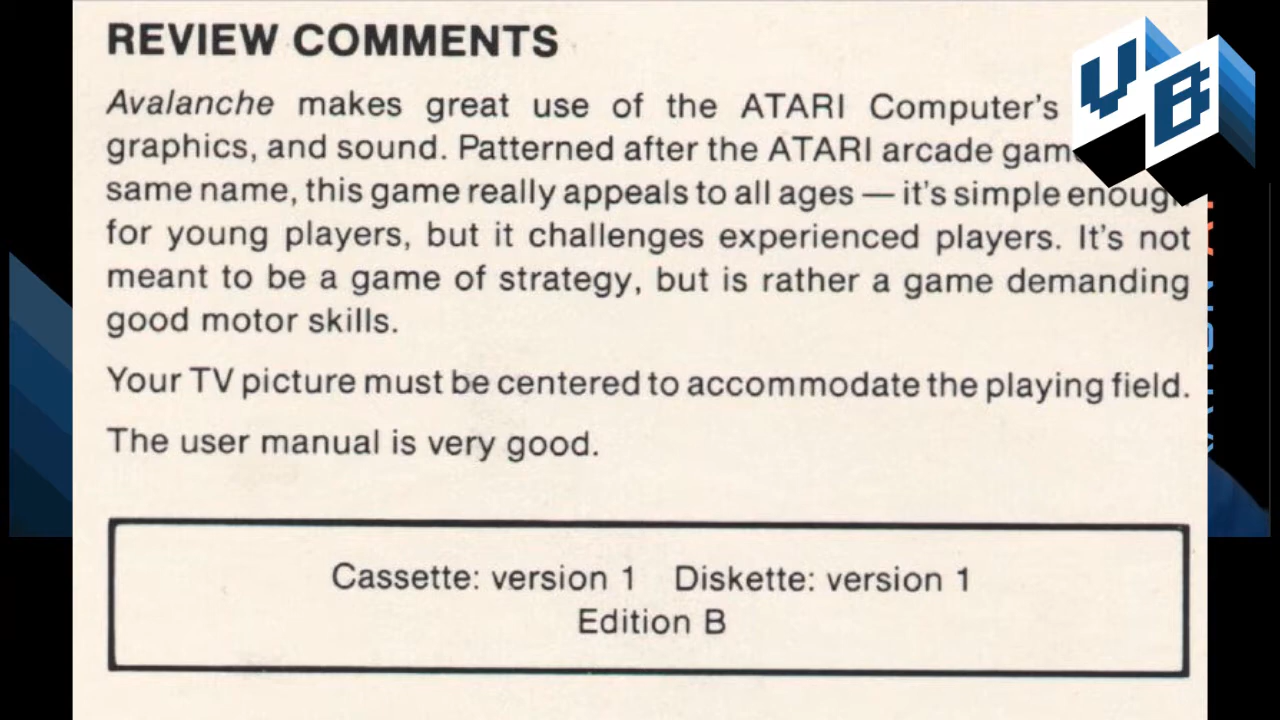 REVIEW COMMENTS
Avalanche makes great use of the ATARI Computer's
graphics, and sound. Patterned after the ATARI arcade
same name, this game really appeals to all ages — it's simple
for young players, but it challenges experienced players. It's not
meant to be a game of strategy, but is rather a game demanding
good motor skills.
Your TV picture must be centered to accommodate the playing field.
The user manual is very good.
Cassette: version 1 Diskette: version 1
Edition B
VB